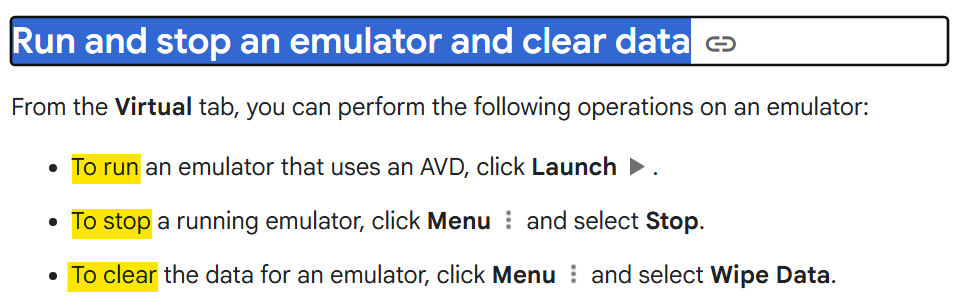 Run and stop an emulator and clear data
From the Virtual tab, you can perform the following operations on an emulator:
• To run an emulator that uses an AVD, click Launch ▶ .
• To stop a running emulator, click Menu ⋮ and select Stop.
• To clear the data for an emulator, click Menu ⋮ and select Wipe Data.